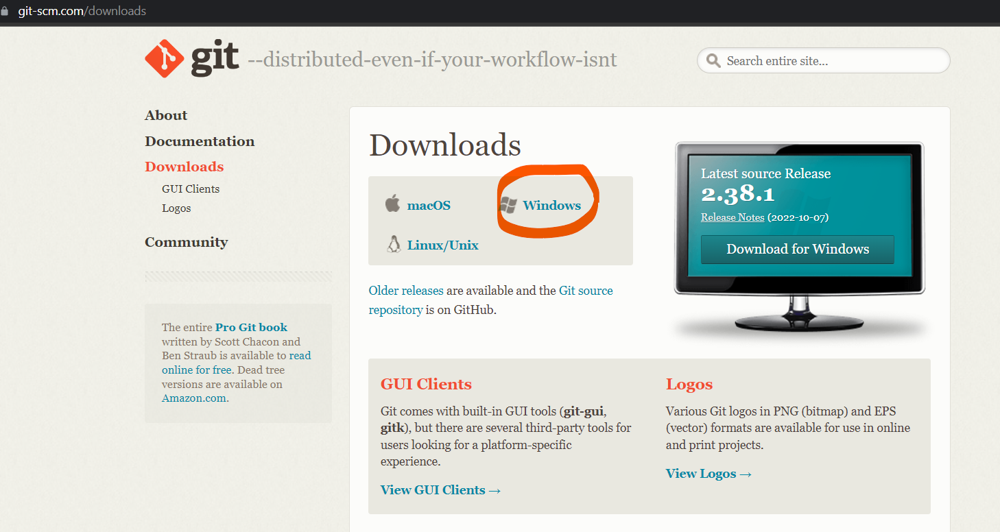 git-scm.com/downloads
git --distributed-even-if-your-workflow-isnt
Search entire site...
About
Documentation
Downloads
GUI Clients
Logos
Community
The entire Pro Git book
written by Scott Chacon and
Ben Straub is available to read
online for free. Dead tree
versions are available on
Amazon.com.
Downloads
macOS
Windows
Linux/Unix
Older releases are available and the Git source
repository is on GitHub.
Latest source Release
2.38.1
Release Notes (2022-10-07)
Download for Windows
GUI Clients
Git comes with built-in GUI tools (git-gui,
gitk), but there are several third-party tools for
users looking for a platform-specific
experience.
View GUI Clients →
Logos
Various Git logos in PNG (bitmap) and EPS
(vector) formats are available for use in online
and print projects.
View Logos →